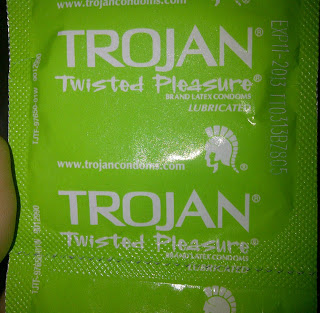 www.trojancondoms.com
TROJAN®
Twisted Pleasure®
BRAND LATEX CONDOMS
LUBRICATED
www.trojancondoms.com
TROJAN®
Twisted Pleasure®
BRAND LATEX CONDOMS
LUBRICATED